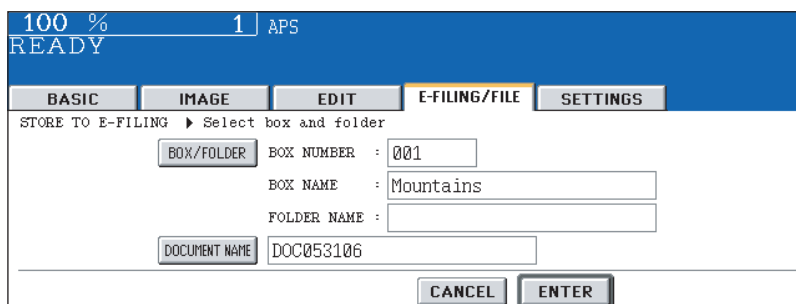 100 % 1 APS
READY
BASIC IMAGE EDIT E-FILING/FILE SETTINGS
STORE TO E-FILING ▶ Select box and folder
BOX/FOLDER BOX NUMBER : 001
BOX NAME : Mountains
FOLDER NAME :
DOCUMENT NAME DOC053106
CANCEL ENTER